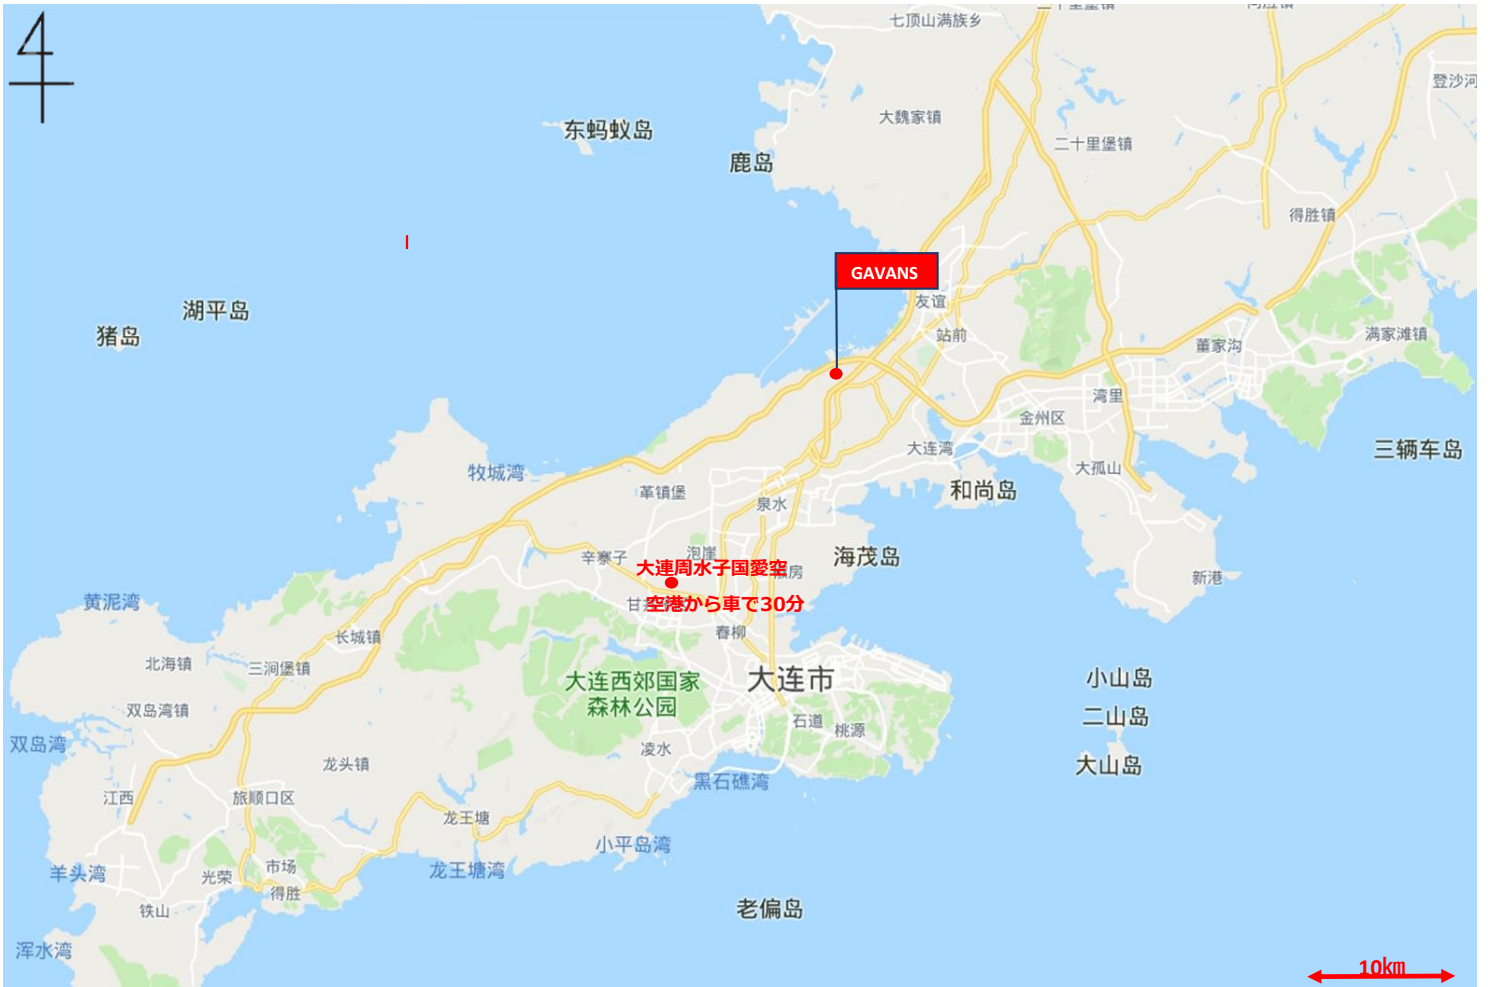 七顶山满族乡
登沙河
大魏家镇
东蚂蚁岛
二十里堡镇
鹿岛
得胜镇
GAVANS
友谊
湖平岛
猪岛
站前
满家滩镇
董家沟
湾里
金州区
大连湾
三辆车岛
大孤山
牧城湾
革镇堡
和尚岛
泉水
泡崖
辛寨子
海茂岛
大連周水子国愛空
房
新港
黄泥湾
甘
空港から車で30分
春柳
长城镇
北海镇
三涧堡镇
大连西郊国家
森林公园
大连市
小山岛
双岛湾镇
二山岛
石道
桃源
双岛湾
凌水
龙头镇
大山岛
黑石礁湾
江西
旅顺口区
龙王塘
小平岛湾
羊头湾
市场
龙王塘湾
光荣
得胜
铁山
老偏岛
浑水湾
10㎞